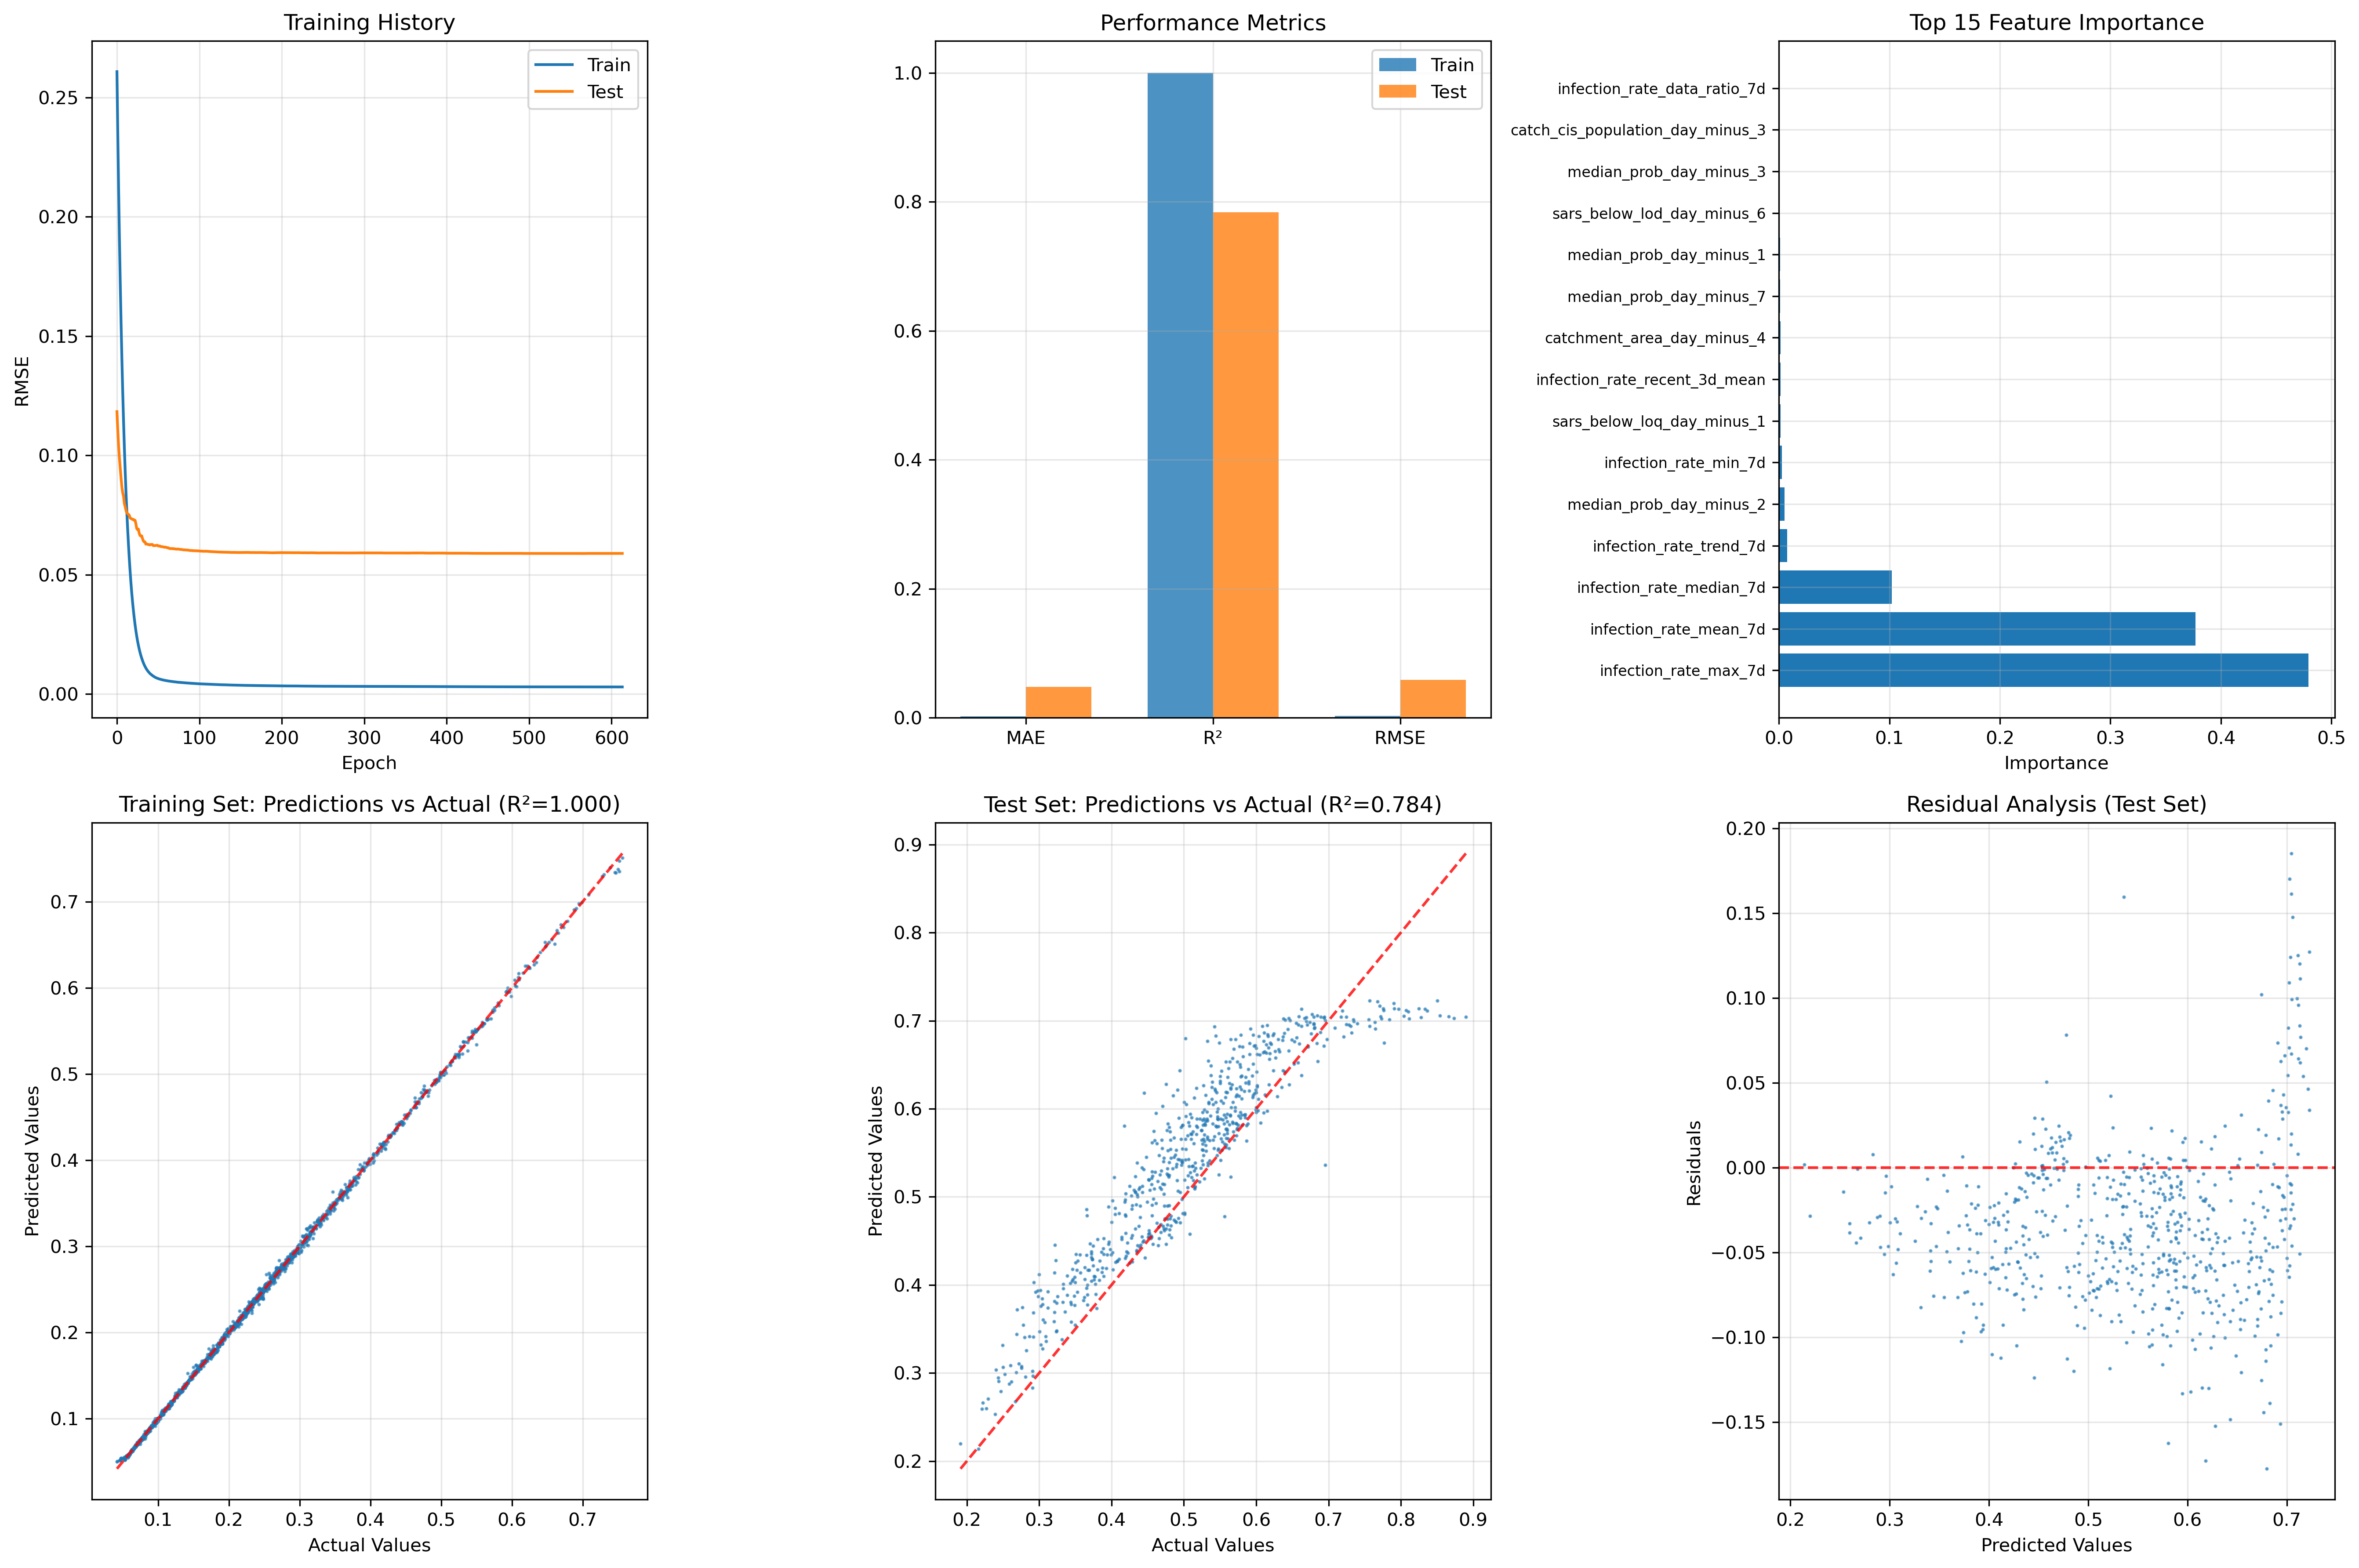 Training History
Train
Test
0.25
0.20
0.15
0.10
0.05
0.00
RMSE
0 100 200 300 400 500 600
Epoch
Performance Metrics
Train
Test
1.0
0.8
0.6
0.4
0.2
0.0
MAE R² RMSE
Top 15 Feature Importance
infection_rate_data_ratio_7d
catch_cis_population_day_minus_3
median_prob_day_minus_3
sars_below_lod_day_minus_6
median_prob_day_minus_1
median_prob_day_minus_7
catchment_area_day_minus_4
infection_rate_recent_3d_mean
sars_below_loq_day_minus_1
infection_rate_min_7d
median_prob_day_minus_2
infection_rate_trend_7d
infection_rate_median_7d
infection_rate_mean_7d
infection_rate_max_7d
0.0 0.1 0.2 0.3 0.4 0.5
Importance
Training Set: Predictions vs Actual (R²=1.000)
0.7
0.6
0.5
0.4
0.3
0.2
0.1
Predicted Values
0.1 0.2 0.3 0.4 0.5 0.6 0.7
Actual Values
Test Set: Predictions vs Actual (R²=0.784)
0.9
0.8
0.7
0.6
0.5
0.4
0.3
0.2
Predicted Values
0.2 0.3 0.4 0.5 0.6 0.7 0.8 0.9
Actual Values
Residual Analysis (Test Set)
0.20
0.15
0.10
0.05
0.00
−0.05
−0.10
−0.15
Residuals
0.2 0.3 0.4 0.5 0.6 0.7
Predicted Values